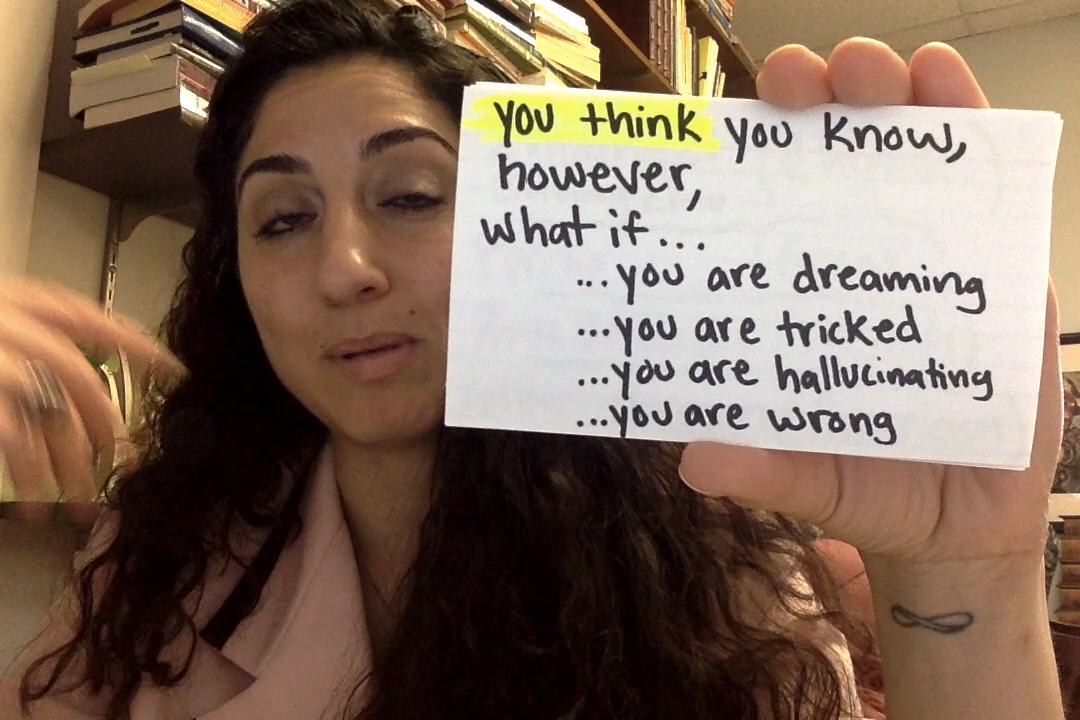 you think you know,
however,
what if...
...you are dreaming
...you are tricked
...you are hallucinating
...you are wrong